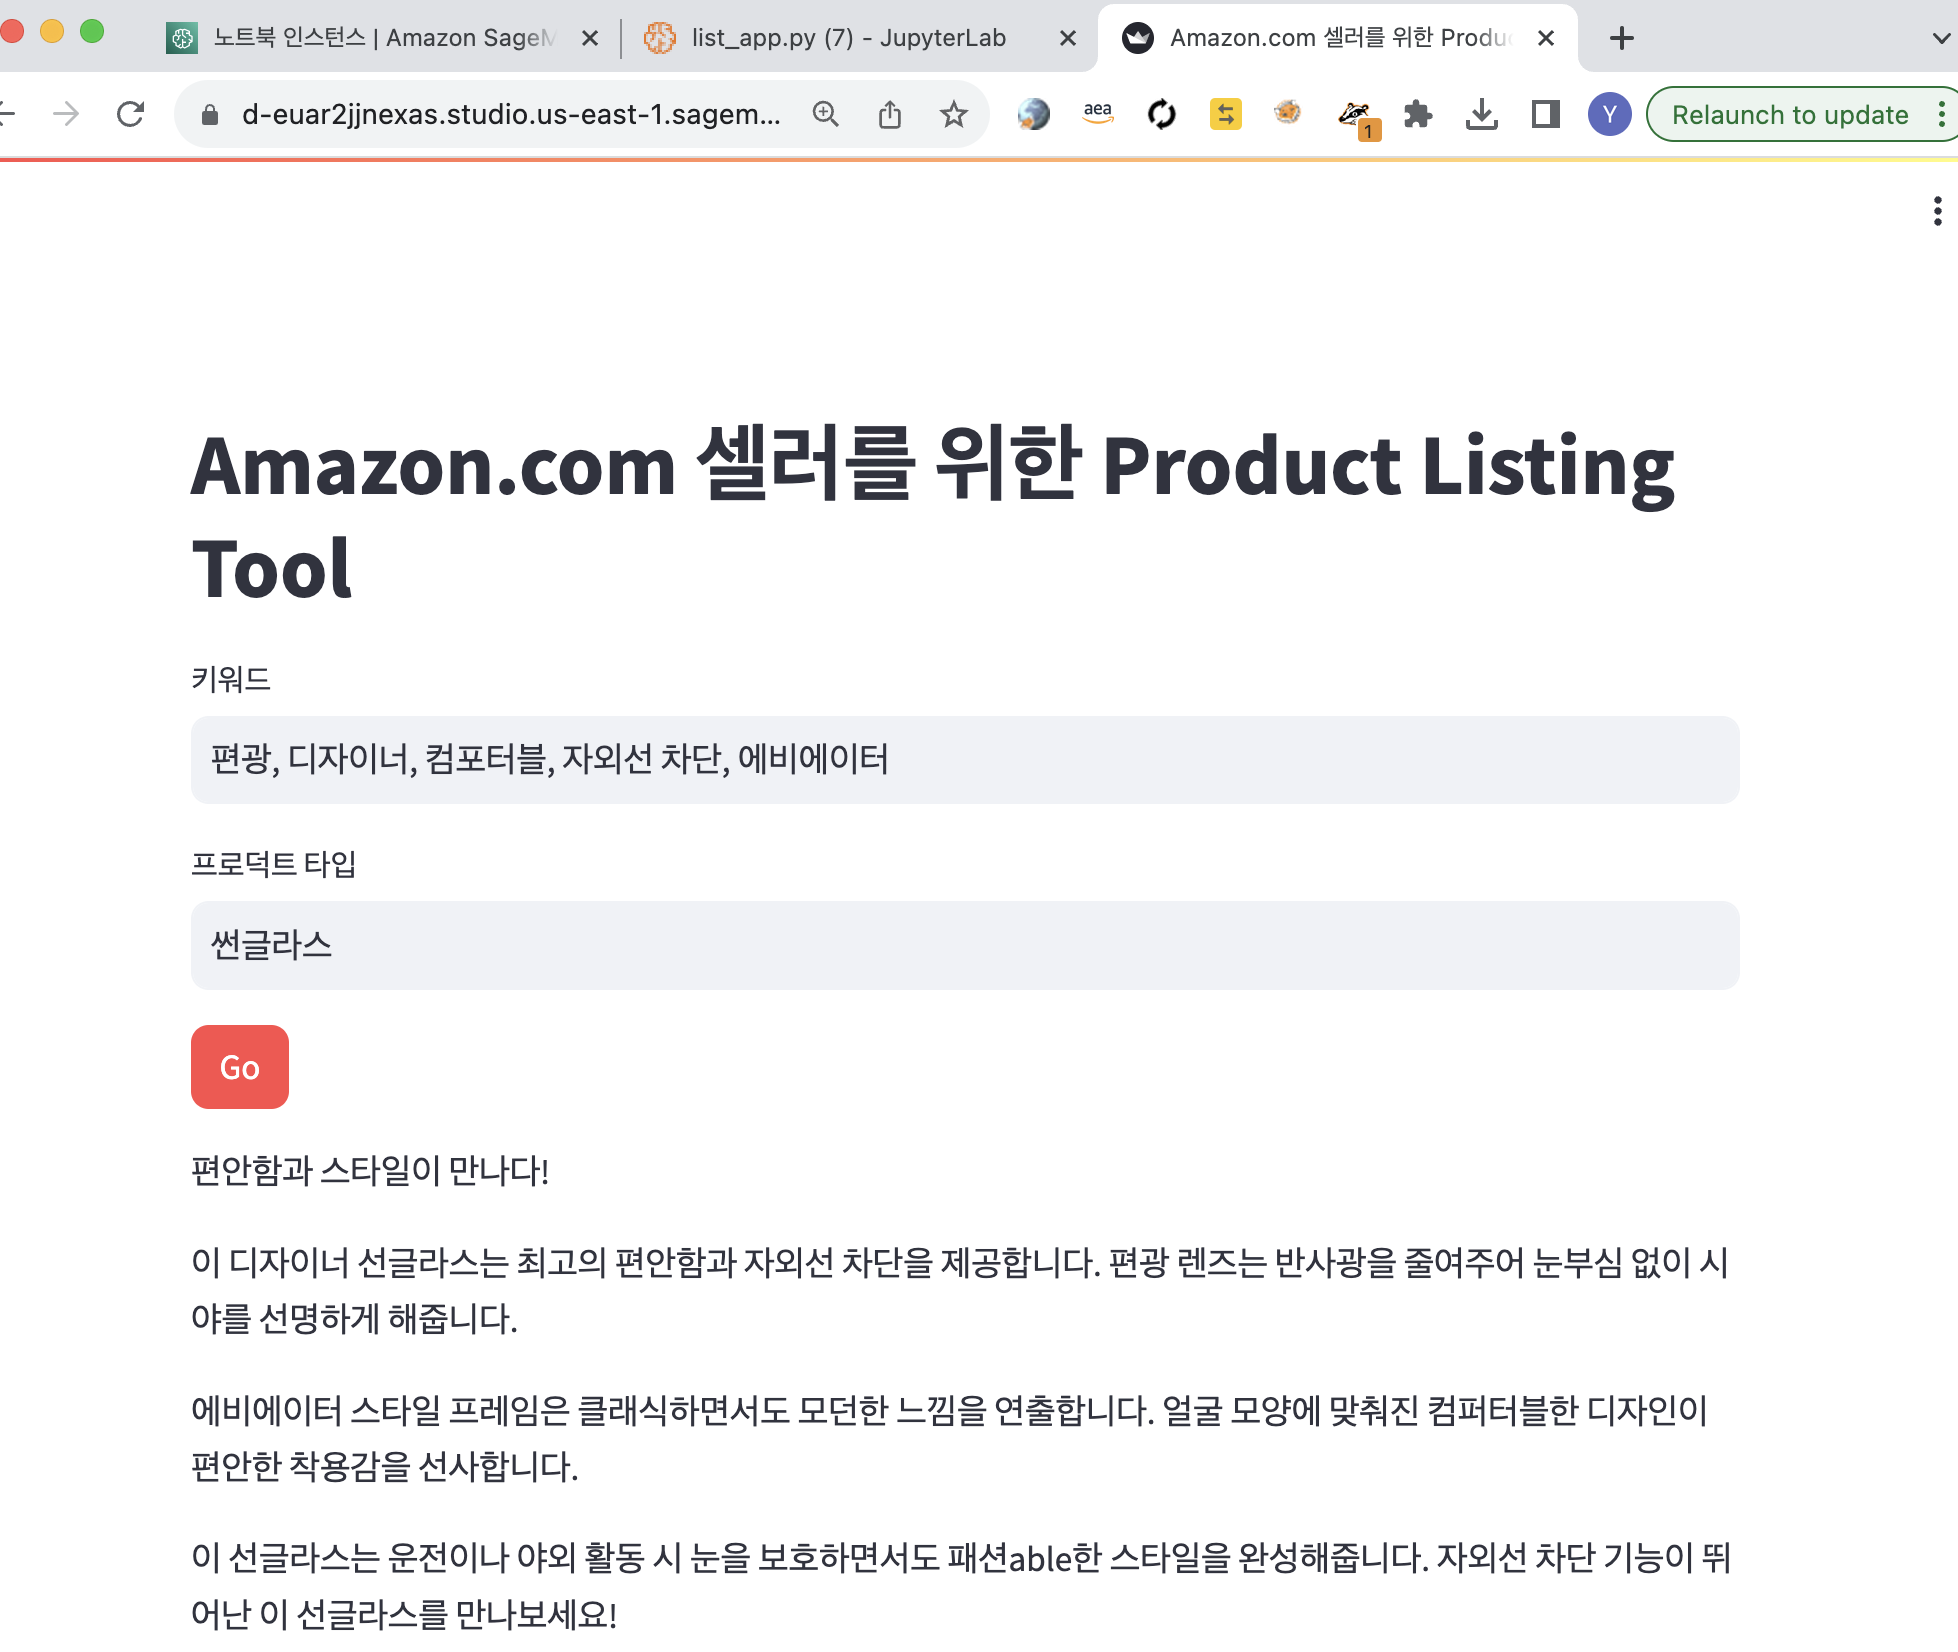 노트북 인스턴스 | Amazon SageM
list_app.py (7) - JupyterLab
Amazon.com 셀러를 위한 Produc
d-euar2jjnexas.studio.us-east-1.sagem...
aea
1
Y
Relaunch to update
Amazon.com 셀러를 위한 Product Listing
Tool
키워드
편광, 디자이너, 컴포터블, 자외선 차단, 에비에이터
프로덕트 타입
썬글라스
Go
편안함과 스타일이 만나다!
이 디자이너 선글라스는 최고의 편안함과 자외선 차단을 제공합니다. 편광 렌즈는 반사광을 줄여주어 눈부심 없이 시
야를 선명하게 해줍니다.
에비에이터 스타일 프레임은 클래식하면서도 모던한 느낌을 연출합니다. 얼굴 모양에 맞춰진 컴퍼터블한 디자인이
편안한 착용감을 선사합니다.
이 선글라스는 운전이나 야외 활동 시 눈을 보호하면서도 패션able한 스타일을 완성해줍니다. 자외선 차단 기능이 뛰
어난 이 선글라스를 만나보세요!